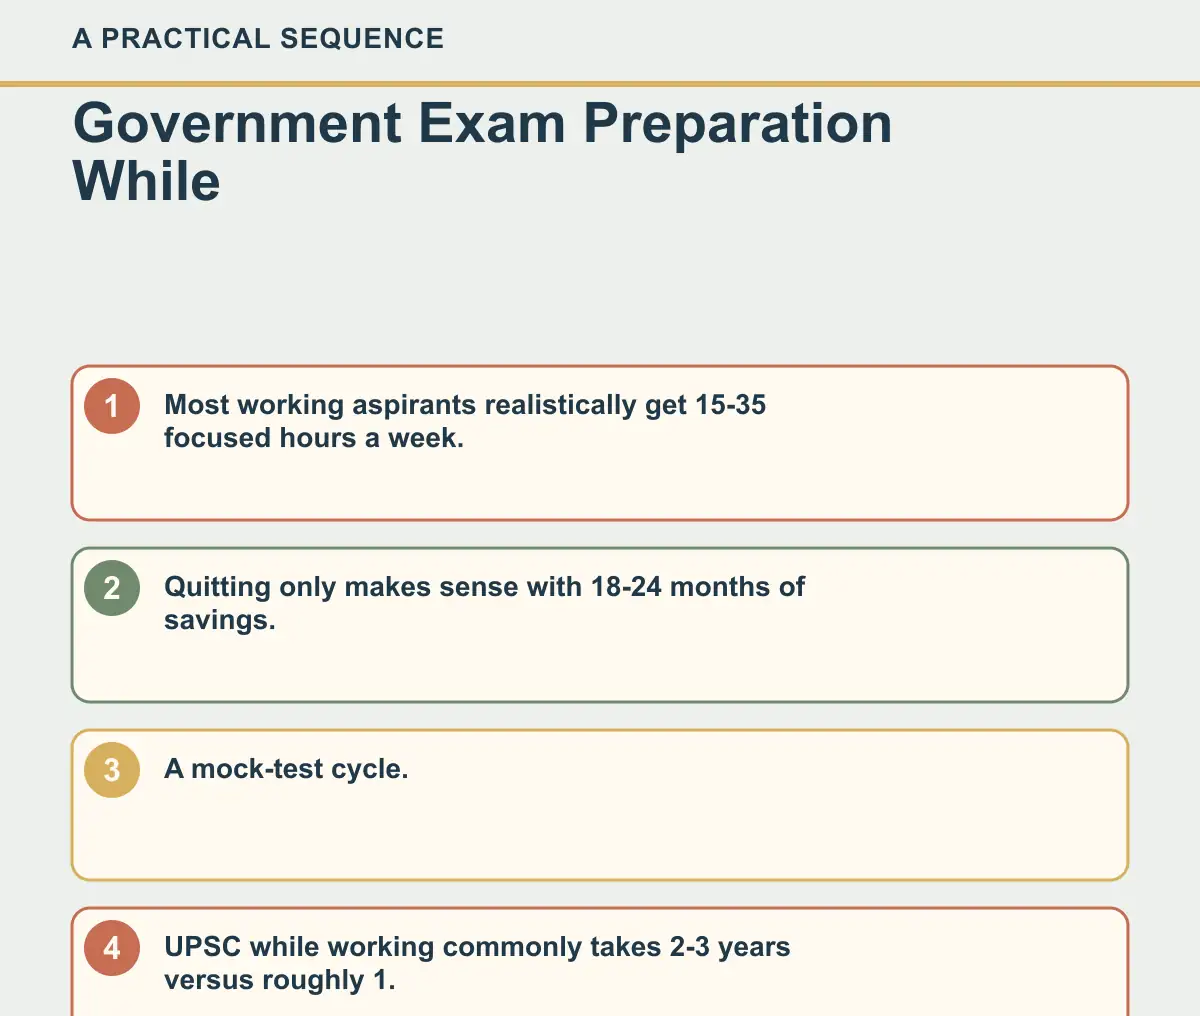 A PRACTICAL SEQUENCE
Government Exam Preparation
While
1
Most working aspirants realistically get 15-35
focused hours a week.
2
Quitting only makes sense with 18-24 months of
savings.
3
A mock-test cycle.
4
UPSC while working commonly takes 2-3 years
versus roughly 1.